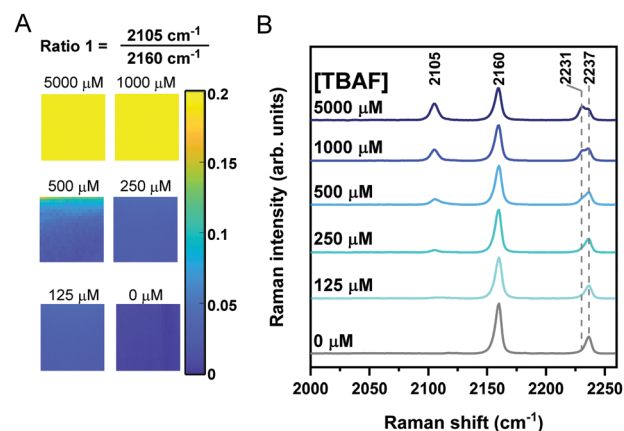 A
Ratio 1 = 2105 cm⁻¹ / 2160 cm⁻¹
5000 μM 1000 μM
500 μM 250 μM
125 μM 0 μM
0.2
0.15
0.1
0.05
0
B
[TBAF]
2105
2160
2231
2237
5000 μM
1000 μM
500 μM
250 μM
125 μM
0 μM
Raman intensity (arb. units)
2000 2050 2100 2150 2200 2250
Raman shift (cm⁻¹)